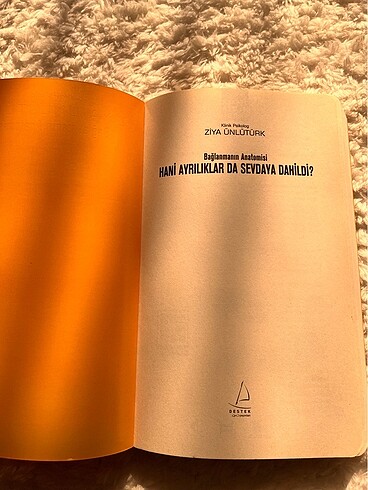 Klinik Psikolog
ZİYA ÜNLÜTÜRK
Bağlanmanın Anatomisi
HANİ AYRILIKLAR DA SEVDAYA DAHİLDİ?
DESTEK